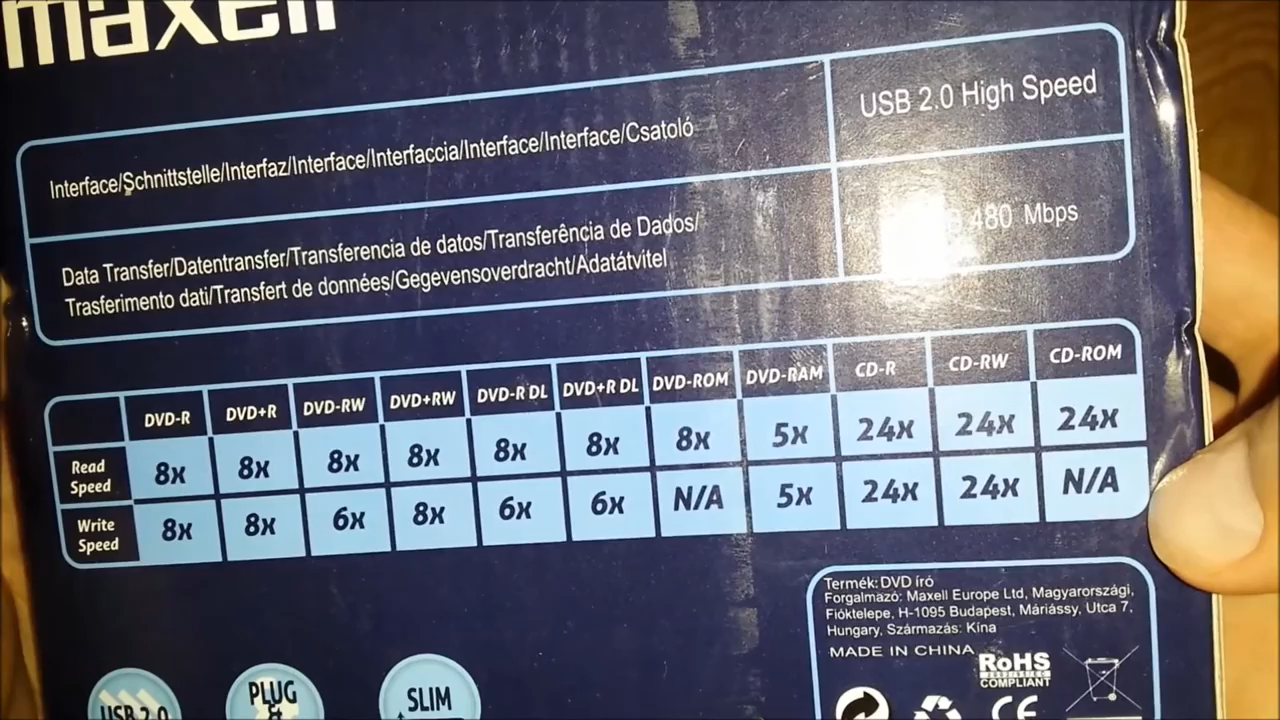 maxell
Interface/Schnittstelle/Interfaz/Interface/Interfaccia/Interface/Interface/Csatoló
USB 2.0 High Speed
Data Transfer/Datentransfer/Transferencia de datos/Transferência de Dados/
Trasferimento dati/Transfert de données/Gegevensoverdracht/Adatátvitel
480 Mbps
DVD-R DVD+R DVD-RW DVD+RW DVD-R DL DVD+R DL DVD-ROM DVD-RAM CD-R CD-RW CD-ROM
Read Speed 8x 8x 8x 8x 8x 8x 8x 5x 24x 24x 24x
Write Speed 8x 8x 6x 8x 6x 6x N/A 5x 24x 24x N/A
Termék: DVD író
Forgalmazó: Maxell Europe Ltd, Magyarországi,
Fióktelepe, H-1095 Budapest, Máriássy, Utca 7,
Hungary, Származás: Kína
MADE IN CHINA
RoHS
COMPLIANT
CE
USB 2.0
PLUG
&
SLIM